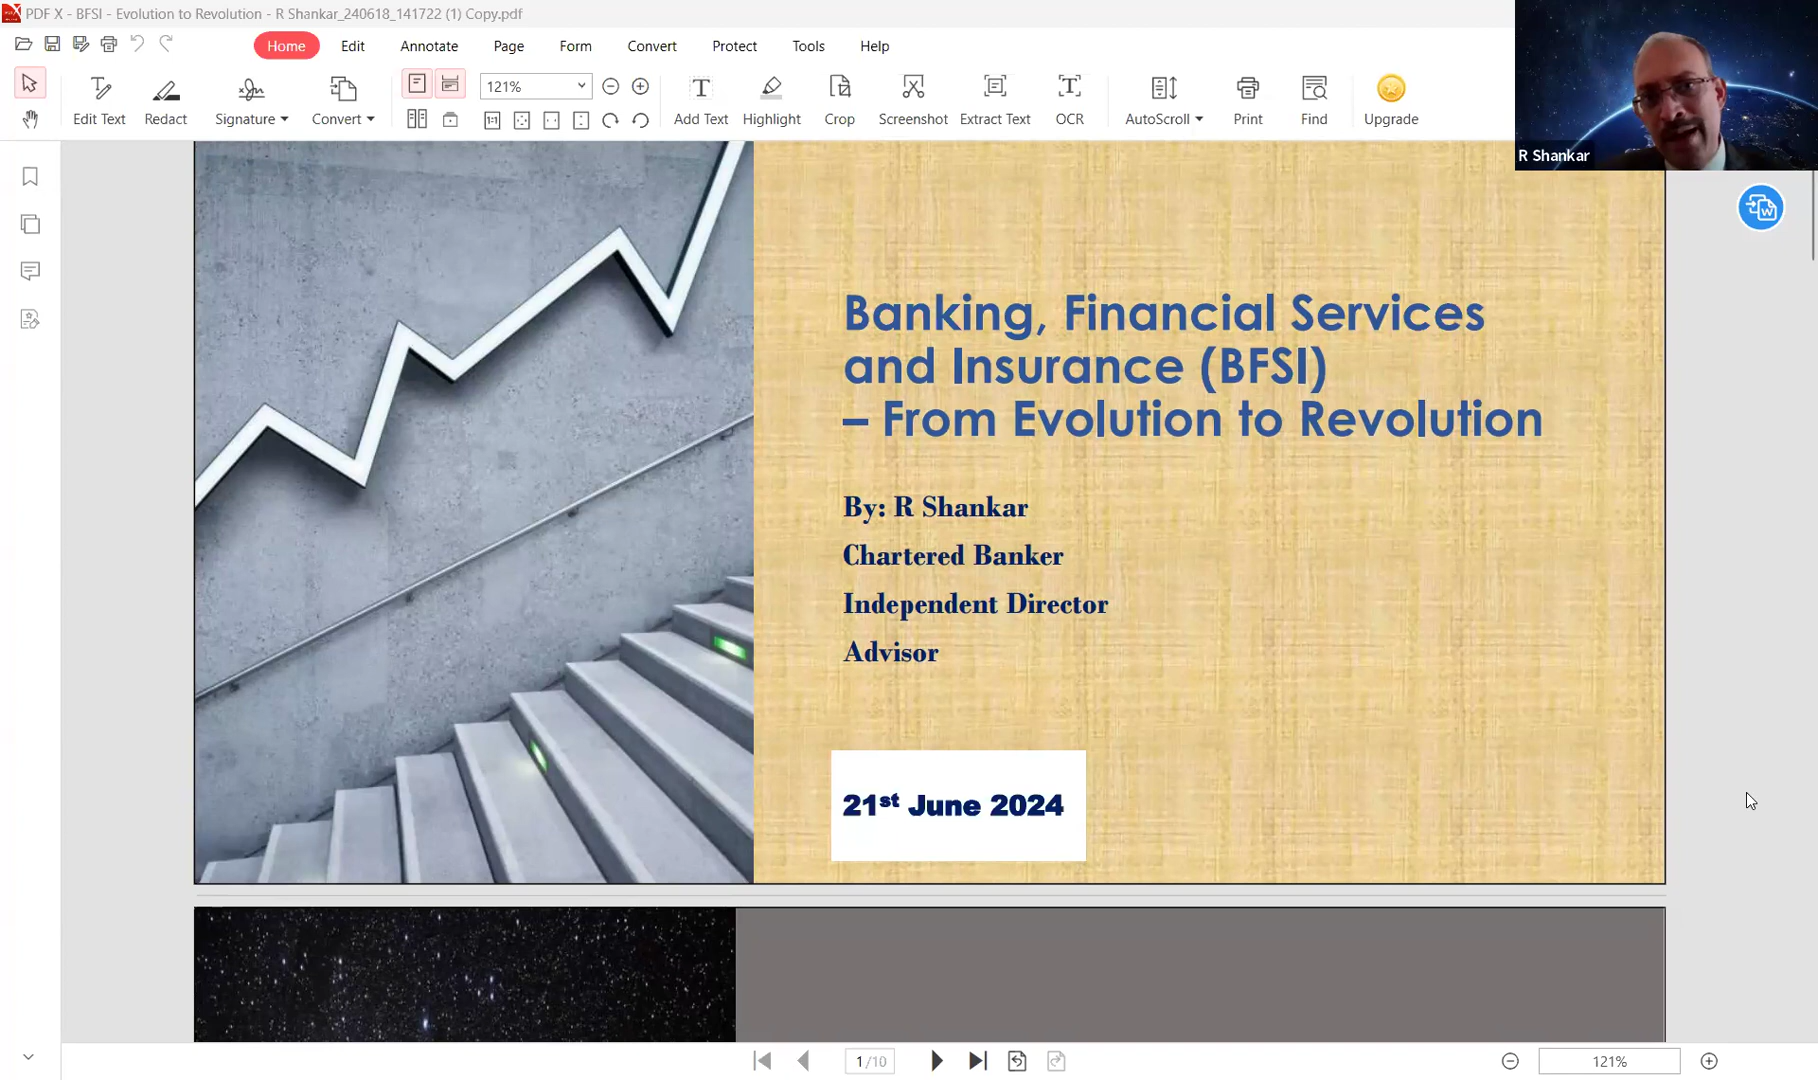 PDF X - BFSI - Evolution to Revolution - R Shankar_240618_141722 (1) Copy.pdf
Home Edit Annotate Page Form Convert Protect Tools Help
121%
Edit Text Redact Signature Convert Add Text Highlight Crop Screenshot Extract Text OCR AutoScroll Print Find Upgrade
R Shankar
Banking, Financial Services
and Insurance (BFSI)
– From Evolution to Revolution
By: R Shankar
Chartered Banker
Independent Director
Advisor
21st June 2024
1/10
121%